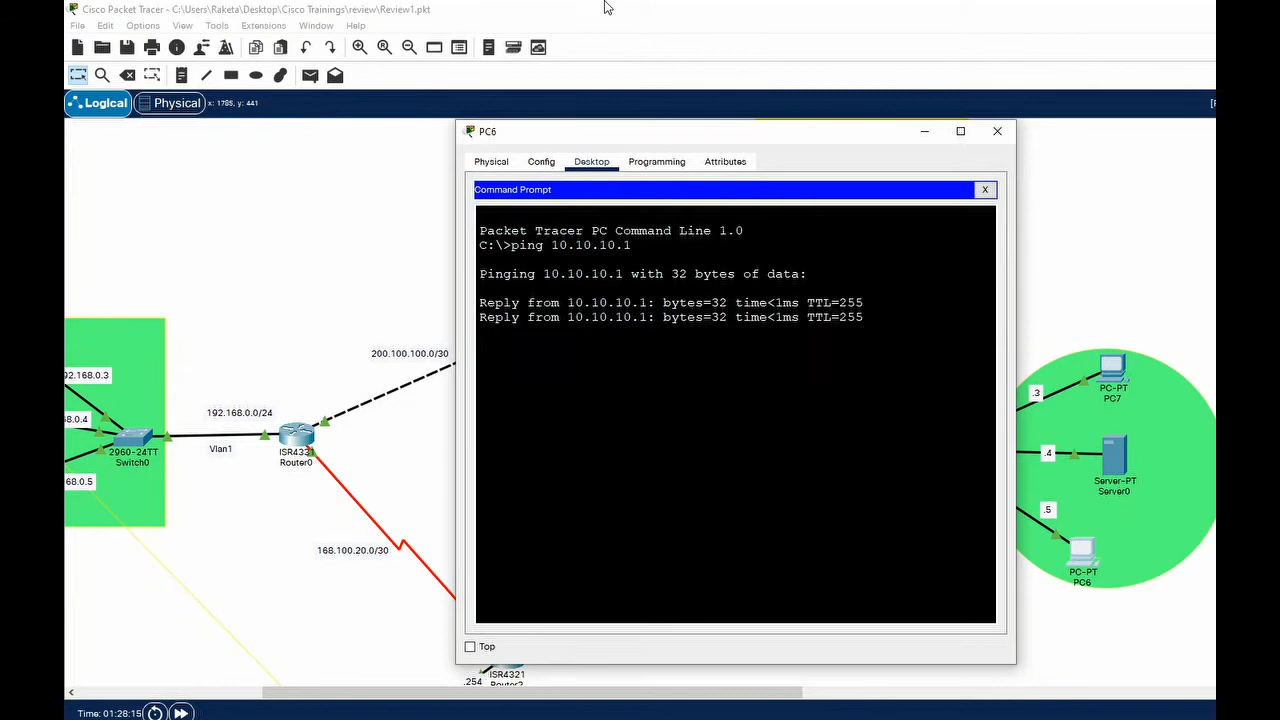 Cisco Packet Tracer - C:\Users\Raketa\Desktop\Cisco Trainings\review\Review1.pkt
File Edit Options View Tools Extensions Window Help
Logical Physical x: 1785, y: 441
PC6
Physical Config Desktop Programming Attributes
Command Prompt X
Packet Tracer PC Command Line 1.0
C:\>ping 10.10.10.1
Pinging 10.10.10.1 with 32 bytes of data:
Reply from 10.10.10.1: bytes=32 time<1ms TTL=255
Reply from 10.10.10.1: bytes=32 time<1ms TTL=255
Top
92.168.0.3
68.0.4
68.0.5
2960-24TT
Switch0
192.168.0.0/24
Vlan1
ISR4331
Router0
200.100.100.0/30
168.100.20.0/30
.254
ISR4321
Router2
.3
PC-PT
PC7
.4
Server-PT
Server0
.5
PC-PT
PC6
Time: 01:28:15